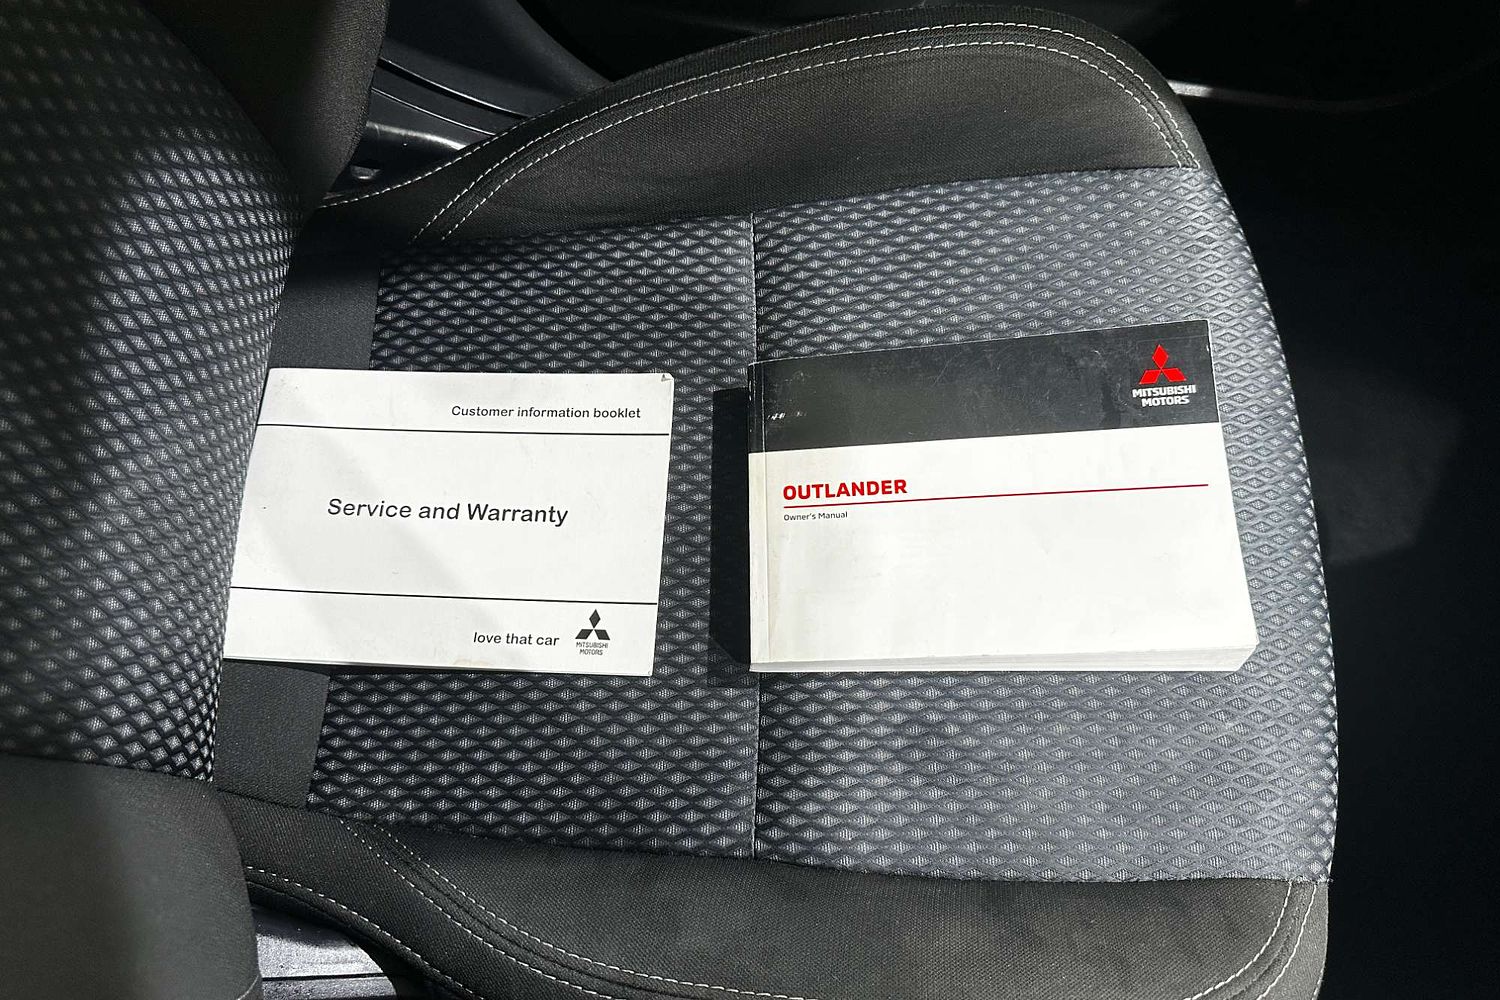 Customer information booklet
Service and Warranty
love that car
MITSUBISHI
MOTORS
MITSUBISHI
MOTORS
OUTLANDER
Owner's Manual